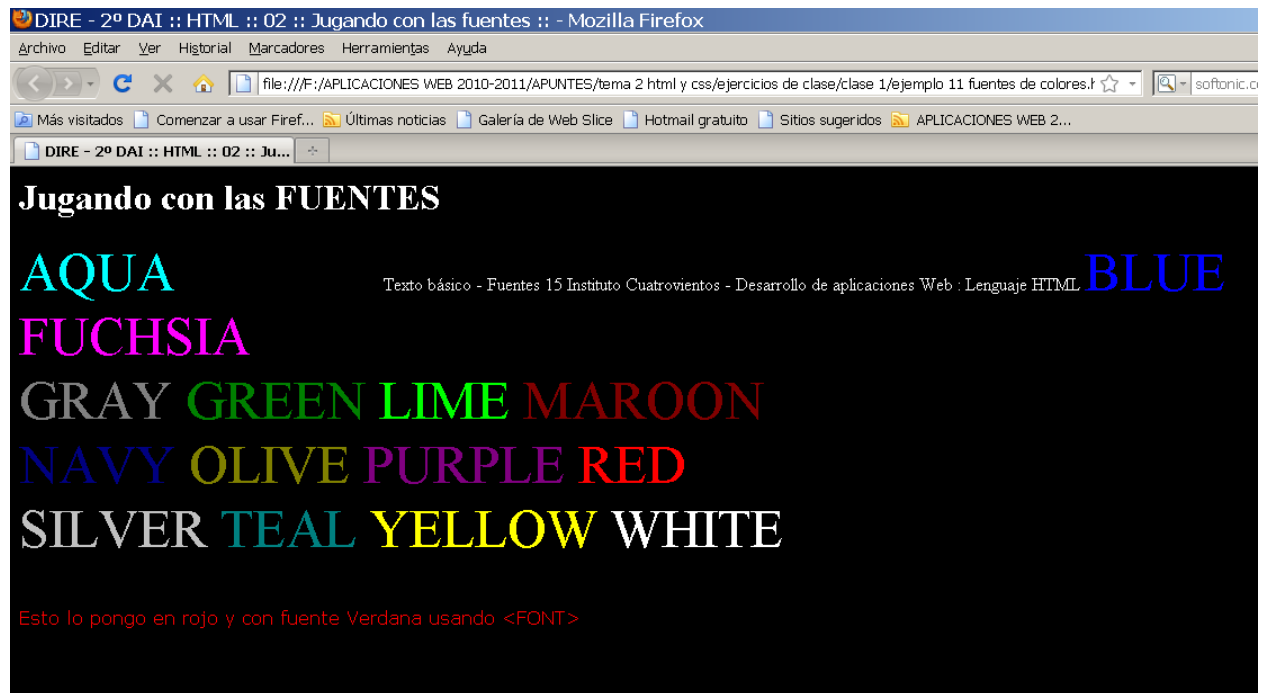 DIRE - 2º DAI :: HTML :: 02 :: Jugando con las fuentes :: - Mozilla Firefox
Archivo Editar Ver Historial Marcadores Herramientas Ayuda
file:///F:/APLICACIONES WEB 2010-2011/APUNTES/tema 2 html y css/ejercicios de clase/clase 1/ejemplo 11 fuentes de colores.h softonic.c
Más visitados Comenzar a usar Firef... Últimas noticias Galería de Web Slice Hotmail gratuito Sitios sugeridos APLICACIONES WEB 2...
DIRE - 2º DAI :: HTML :: 02 :: Ju...
Jugando con las FUENTES
AQUA Texto básico - Fuentes 15 Instituto Cuatrovientos - Desarrollo de aplicaciones Web : Lenguaje HTML BLUE
FUCHSIA
GRAY GREEN LIME MAROON
NAVY OLIVE PURPLE RED
SILVER TEAL YELLOW WHITE
Esto lo pongo en rojo y con fuente Verdana usando <FONT>